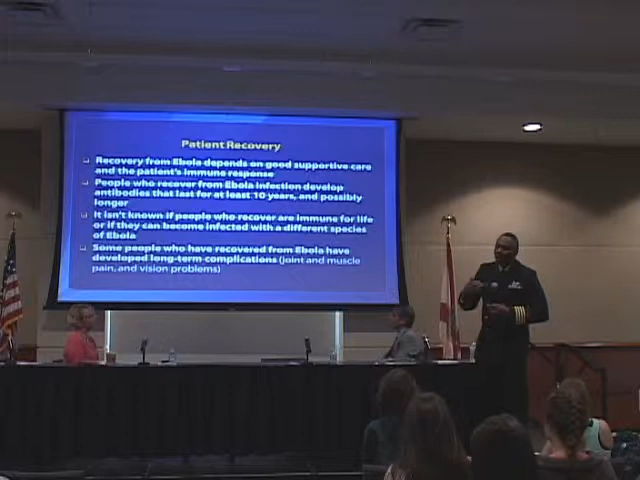 Patient Recovery
Recovery from Ebola depends on good supportive care
and the patient's immune response
People who recover from Ebola infection develop
antibodies that last for at least 10 years, and possibly
longer
It isn't known if people who recover are immune for life
or if they can become infected with a different species
of Ebola
Some people who have recovered from Ebola have
developed long-term complications (joint and muscle
pain, and vision problems)